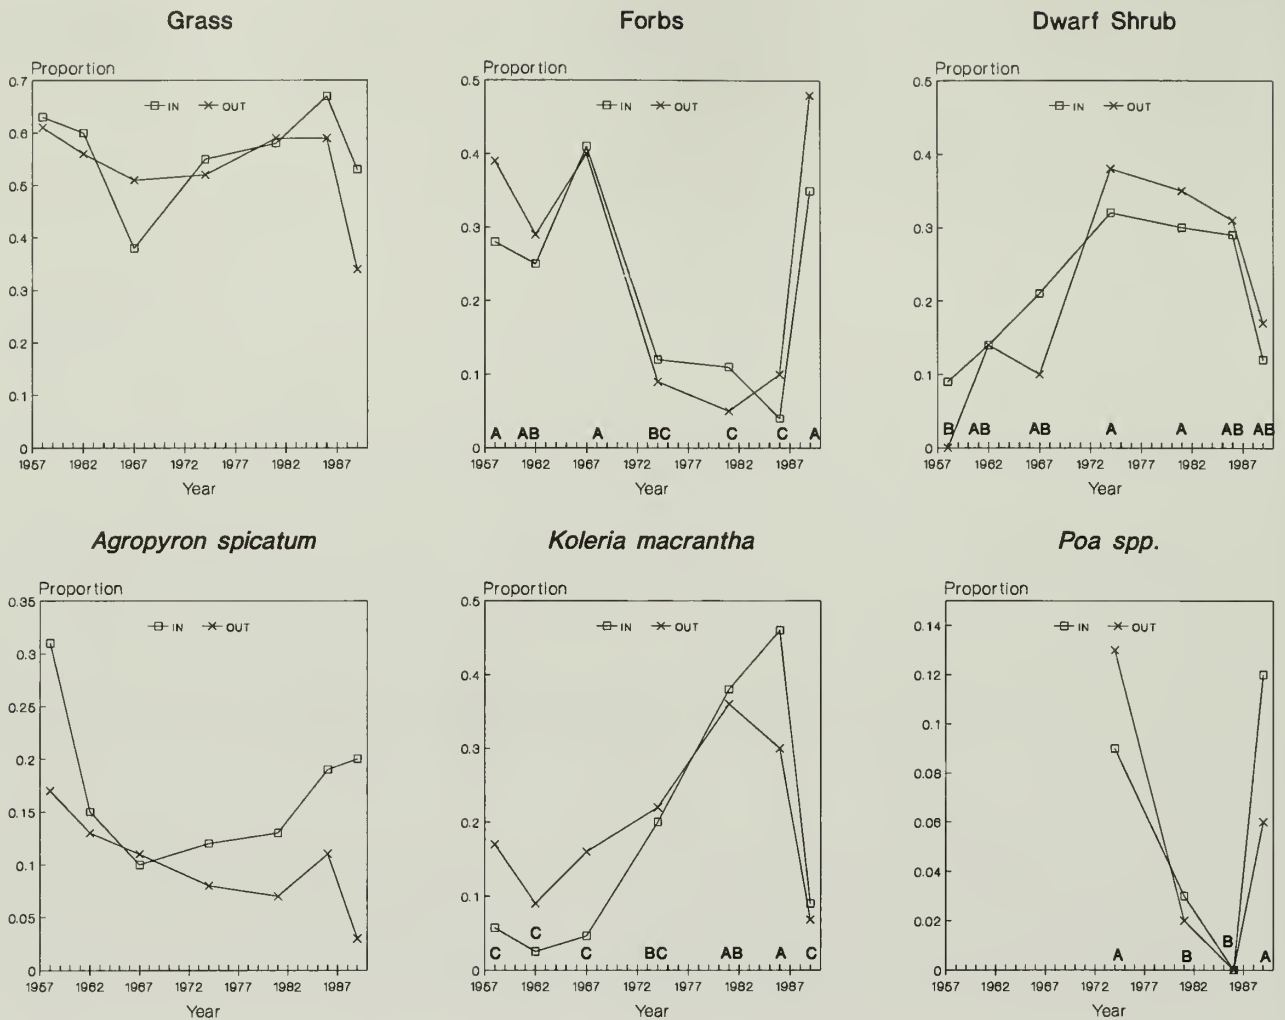 Grass
Proportion
IN OUT
0.7
0.6
0.5
0.4
0.3
0.2
0.1
0
1957 1962 1967 1972 1977 1982 1987
Year
Forbs
Proportion
IN OUT
0.5
0.4
0.3
0.2
0.1
0
A AB A BC C C A
1957 1962 1967 1972 1977 1982 1987
Year
Dwarf Shrub
Proportion
IN OUT
0.5
0.4
0.3
0.2
0.1
0
B AB AB A A AB AB
1957 1962 1967 1972 1977 1982 1987
Year
Agropyron spicatum
Proportion
IN OUT
0.35
0.3
0.25
0.2
0.15
0.1
0.05
0
1957 1962 1967 1972 1977 1982 1987
Year
Koleria macrantha
Proportion
IN OUT
0.5
0.4
0.3
0.2
0.1
0
C C C BC AB A C
1957 1962 1967 1972 1977 1982 1987
Year
Poa spp.
Proportion
IN OUT
0.14
0.12
0.1
0.08
0.06
0.04
0.02
0
A B B A
1957 1962 1967 1972 1977 1982 1987
Year